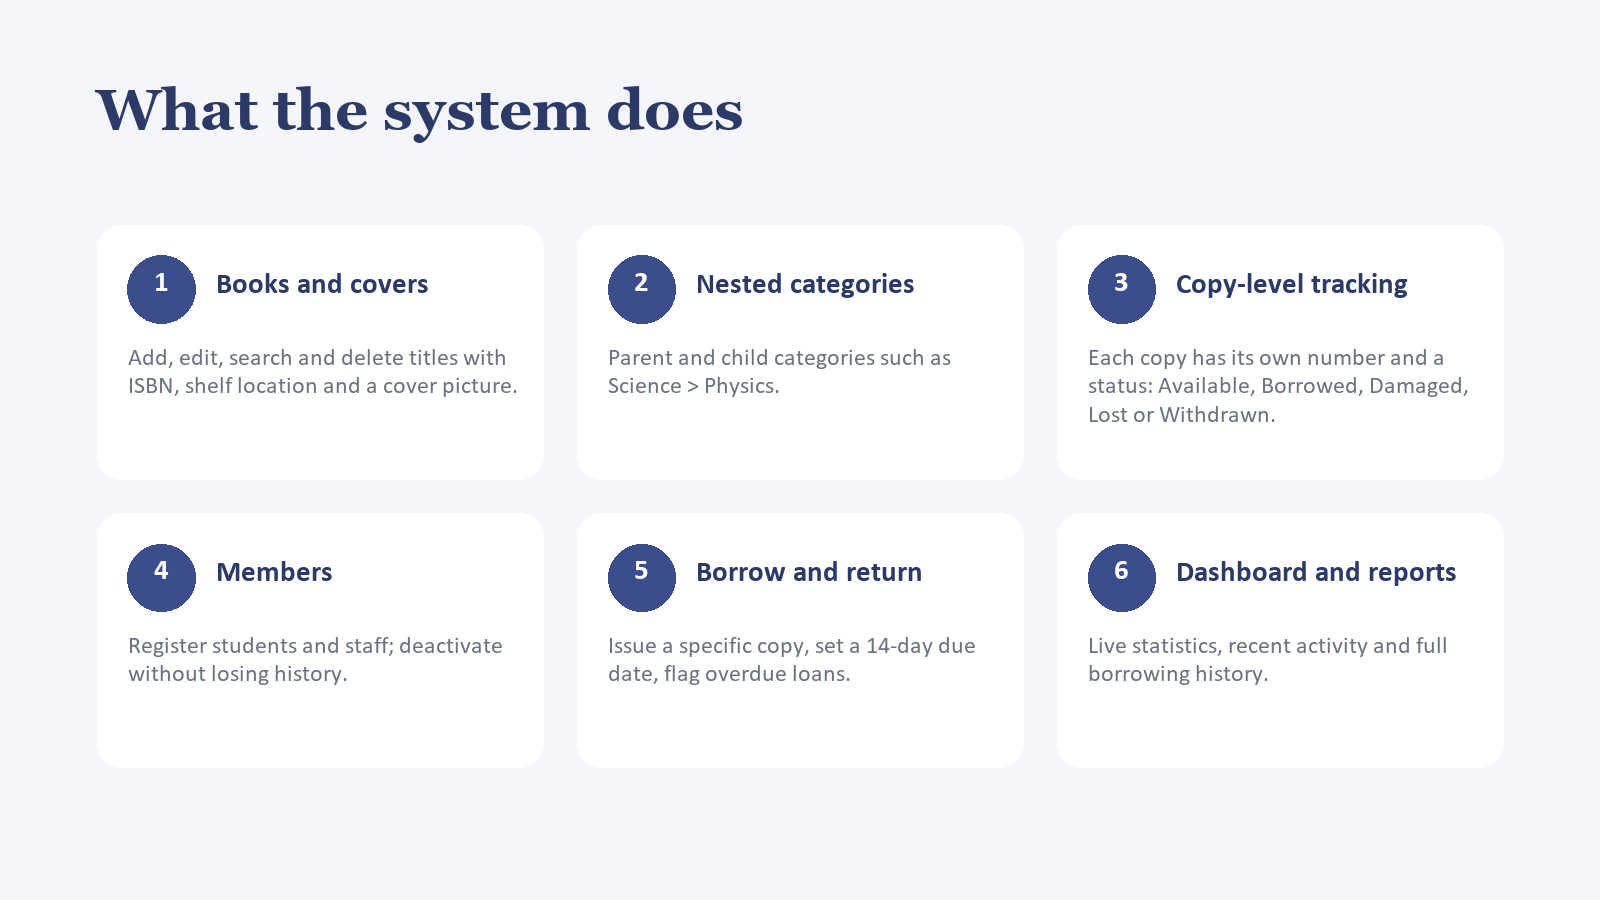 What the system does
1 Books and covers
Add, edit, search and delete titles with
ISBN, shelf location and a cover picture.
2 Nested categories
Parent and child categories such as
Science > Physics.
3 Copy-level tracking
Each copy has its own number and a
status: Available, Borrowed, Damaged,
Lost or Withdrawn.
4 Members
Register students and staff; deactivate
without losing history.
5 Borrow and return
Issue a specific copy, set a 14-day due
date, flag overdue loans.
6 Dashboard and reports
Live statistics, recent activity and full
borrowing history.